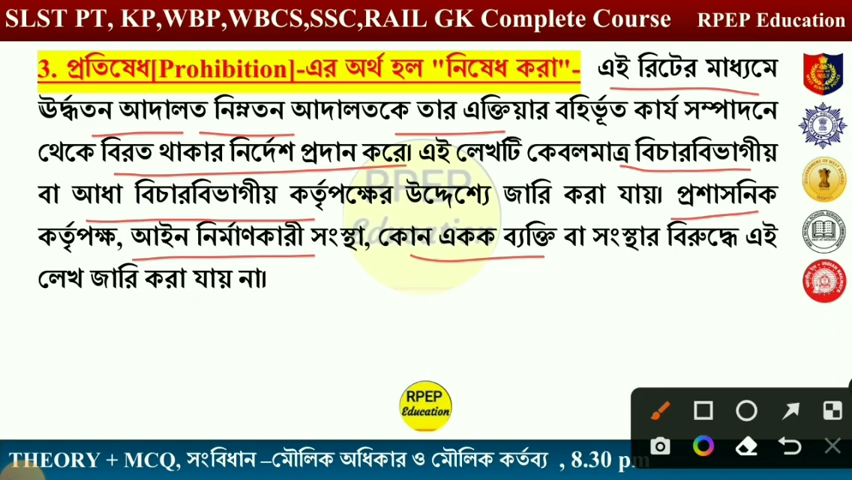 SLST PT, KP,WBP,WBCS,SSC,RAIL GK Complete Course RPEP Education
3. প্রতিষেধ[Prohibition]-এর অর্থ হল "নিষেধ করা"- এই রিটের মাধ্যমে
ঊর্দ্ধতন আদালত নিম্নতন আদালতকে তার এক্তিয়ার বহির্ভূত কার্য সম্পাদনে
থেকে বিরত থাকার নির্দেশ প্রদান করে। এই লেখটি কেবলমাত্র বিচারবিভাগীয়
বা আধা বিচারবিভাগীয় কর্তৃপক্ষের উদ্দেশ্যে জারি করা যায়। প্রশাসনিক
কর্তৃপক্ষ, আইন নির্মাণকারী সংস্থা, কোন একক ব্যক্তি বা সংস্থার বিরুদ্ধে এই
লেখ জারি করা যায় না।
RPEP
Education
THEORY + MCQ, সংবিধান –মৌলিক অধিকার ও মৌলিক কর্তব্য , 8.30 pm